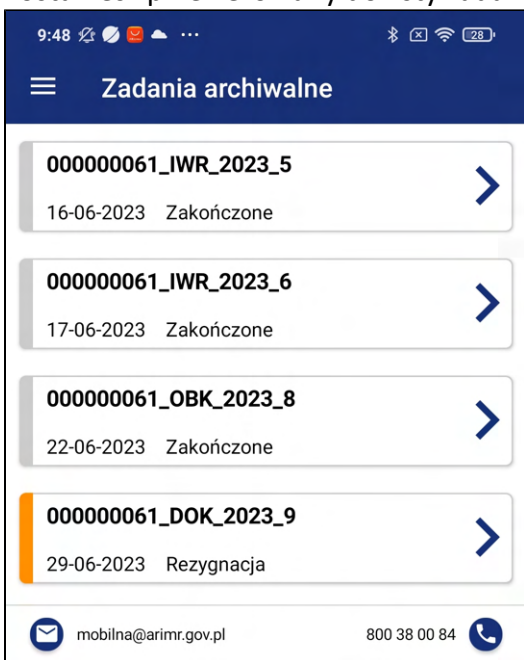 9:48 ... 28
Zadania archiwalne
000000061_IWR_2023_5
16-06-2023 Zakończone
000000061_IWR_2023_6
17-06-2023 Zakończone
000000061_OBK_2023_8
22-06-2023 Zakończone
000000061_DOK_2023_9
29-06-2023 Rezygnacja
mobilna@arimr.gov.pl 800 38 00 84